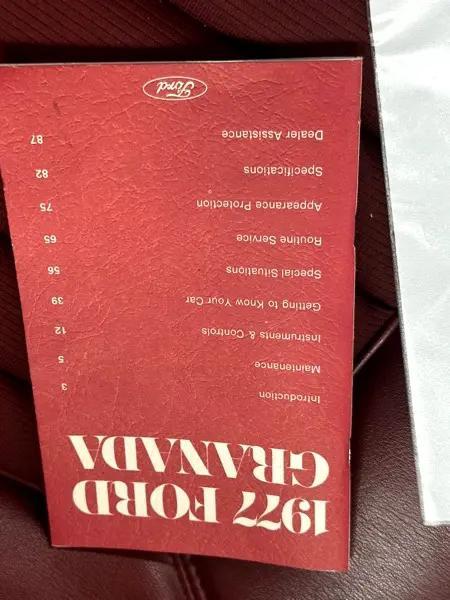 1977 FORD
GRANADA
Introduction 3
Maintenance 5
Instruments & Controls 12
Getting to Know Your Car 39
Special Situations 56
Routine Service 65
Appearance Protection 75
Specifications 82
Dealer Assistance 87
Ford